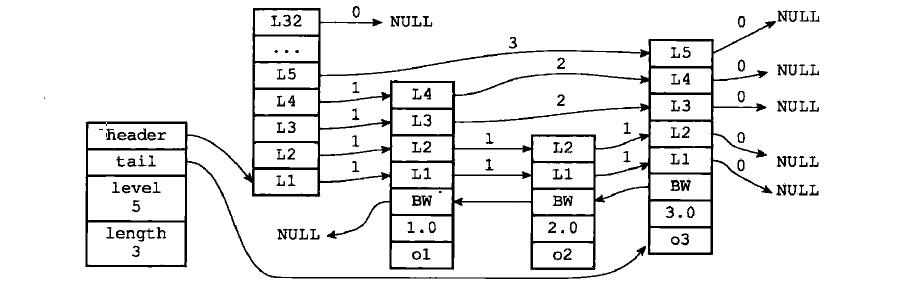 L32
0
NULL
...
L5
3
L4
1
L3
1
L2
1
L1
1
header
tail
level
5
length
3
L4
2
L3
2
L2
1
L1
1
BW
1.0
o1
NULL
L2
1
L1
1
BW
2.0
o2
L5
0
NULL
L4
0
NULL
L3
0
NULL
L2
0
NULL
L1
0
NULL
BW
3.0
o3